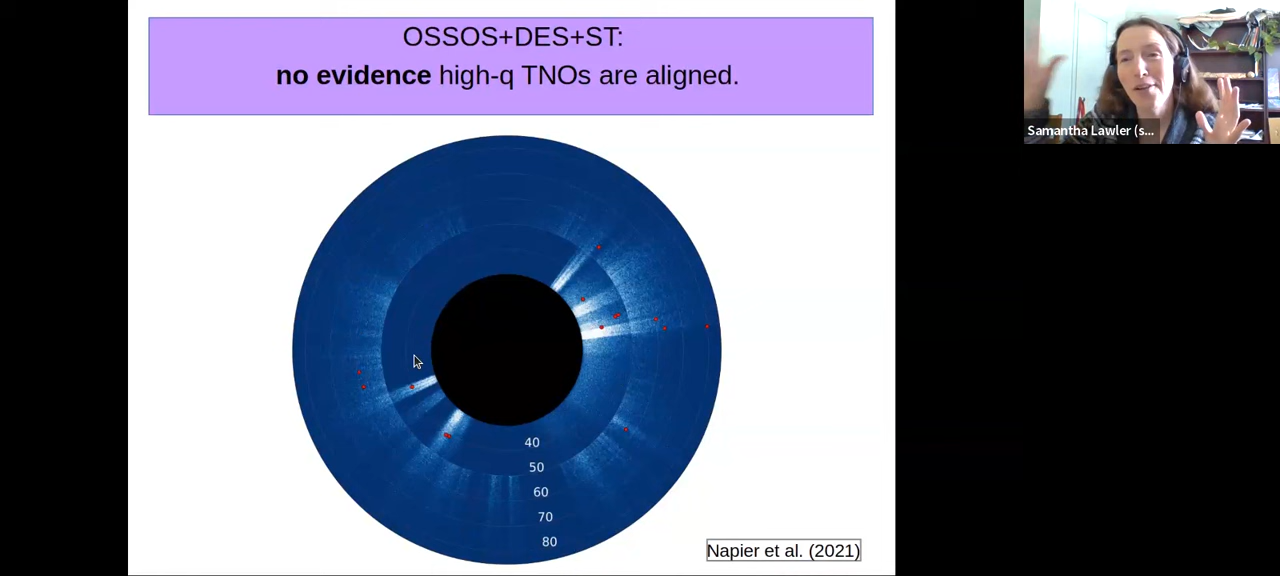 OSSOS+DES+ST:
no evidence high-q TNOs are aligned.
Samantha Lawler (s...
40
50
60
70
80
Napier et al. (2021)